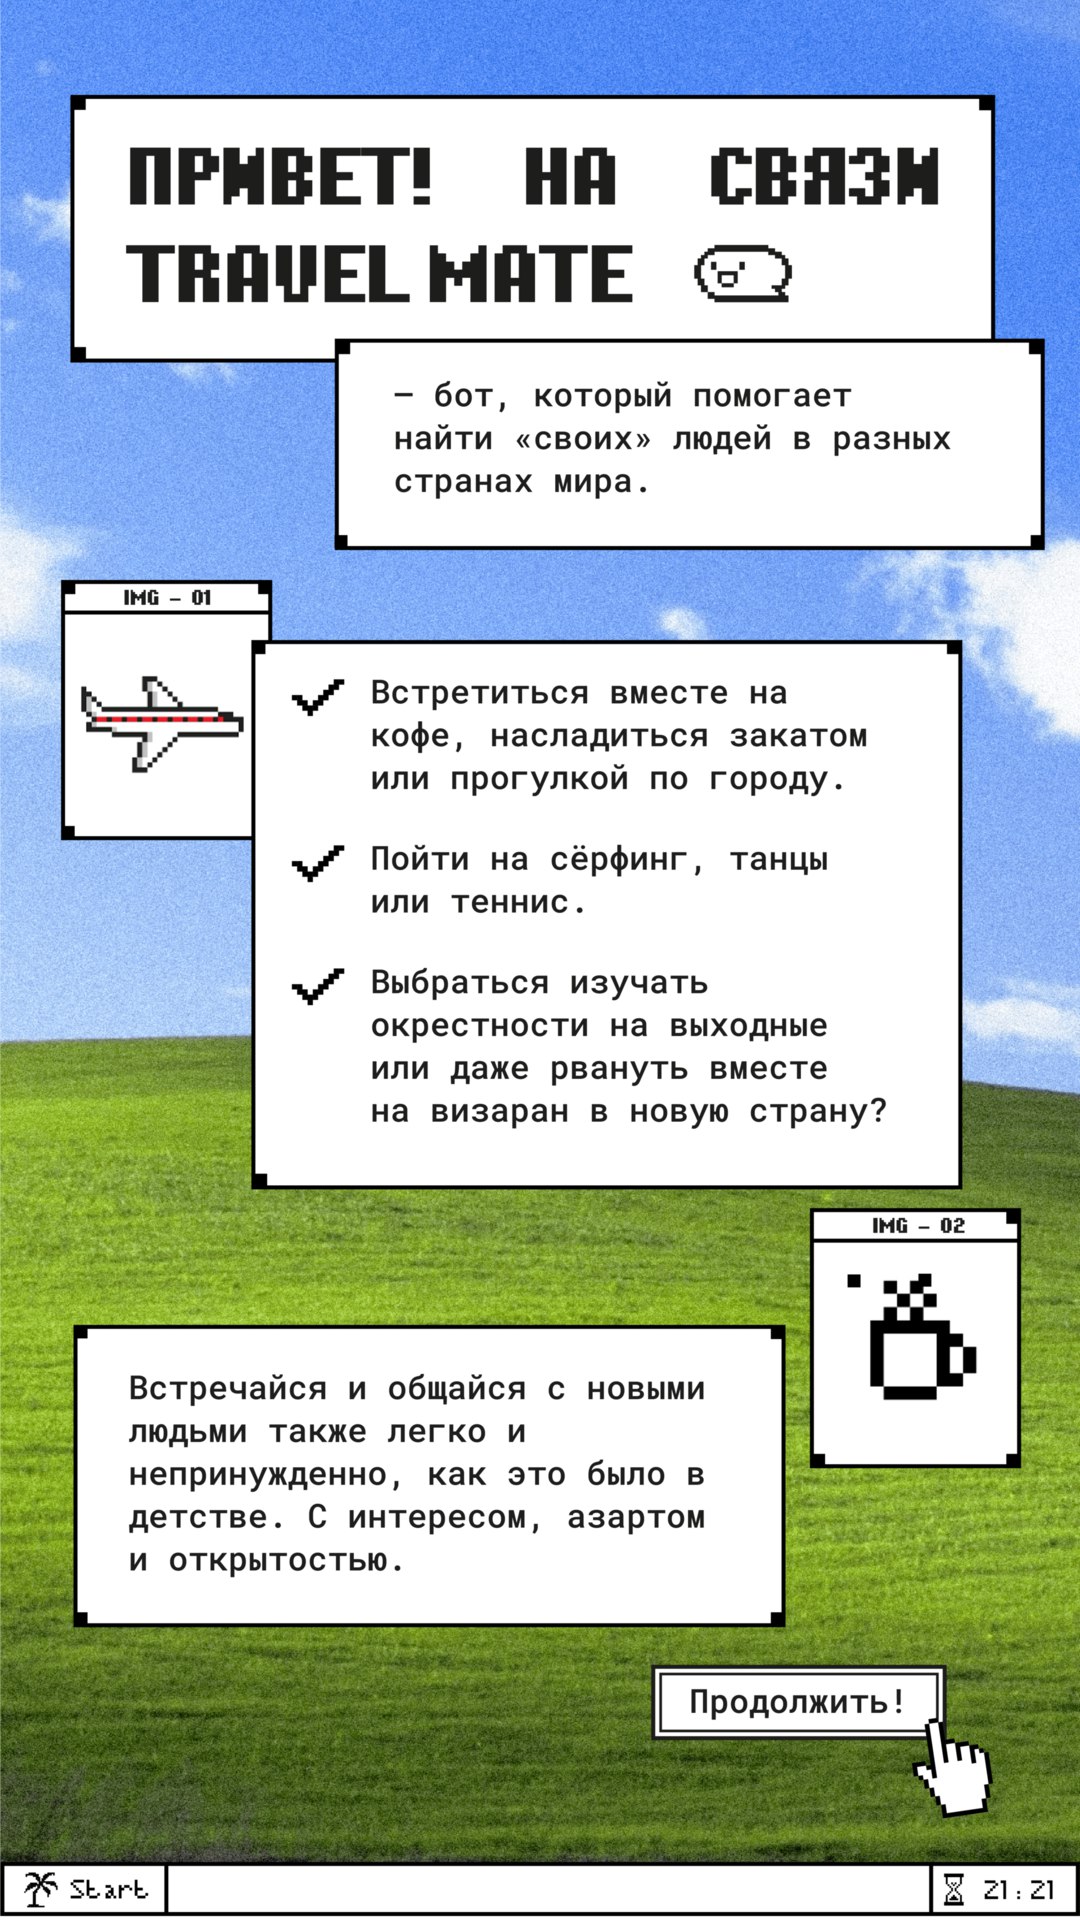 ПРИВЕТ! НА СВЯЗИ
TRAVEL MATE
— бот, который помогает
найти «своих» людей в разных
странах мира.
IMG - 01
Встретиться вместе на
кофе, насладиться закатом
или прогулкой по городу.
Пойти на сёрфинг, танцы
или теннис.
Выбраться изучать
окрестности на выходные
или даже рвануть вместе
на визаран в новую страну?
IMG - 02
Встречайся и общайся с новыми
людьми также легко и
непринужденно, как это было в
детстве. С интересом, азартом
и открытостью.
Продолжить!
Start
21:21